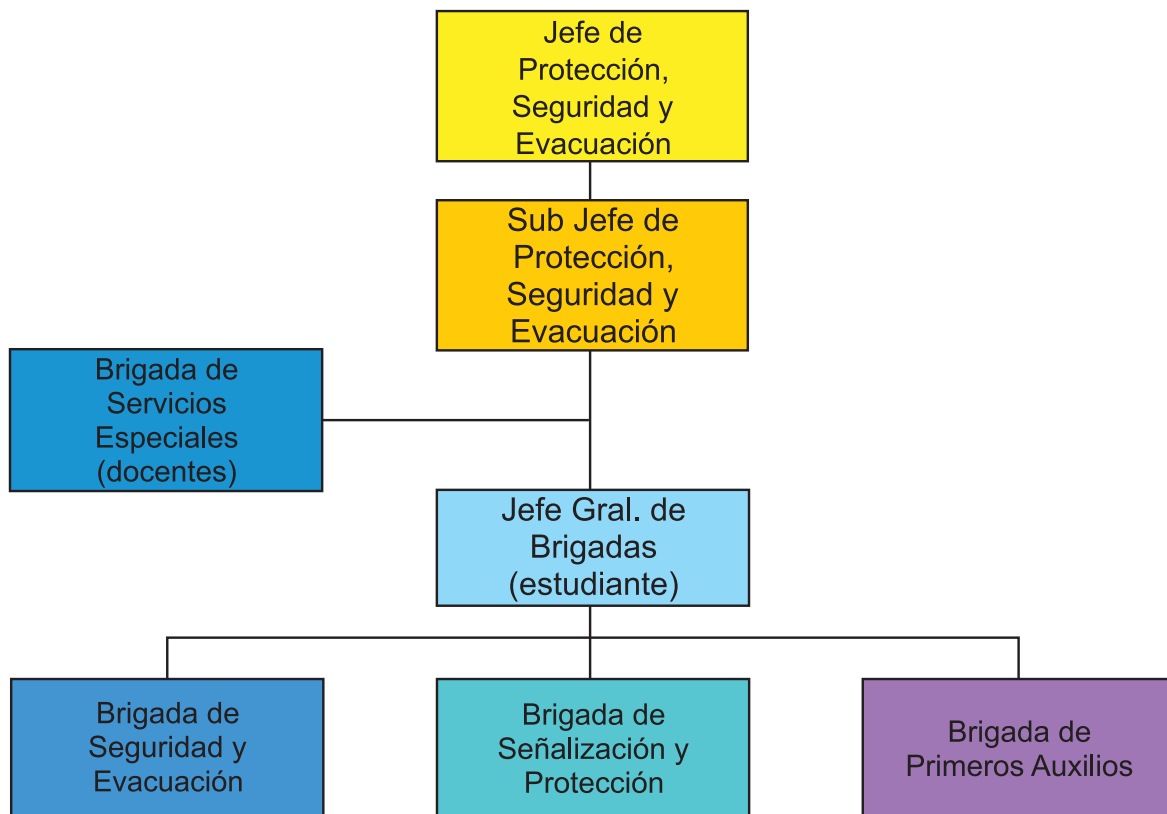 Jefe de
Protección,
Seguridad y
Evacuación
Sub Jefe de
Protección,
Seguridad y
Evacuación
Brigada de
Servicios
Especiales
(docentes)
Jefe Gral. de
Brigadas
(estudiante)
Brigada de
Seguridad y
Evacuación
Brigada de
Señalización y
Protección
Brigada de
Primeros Auxilios